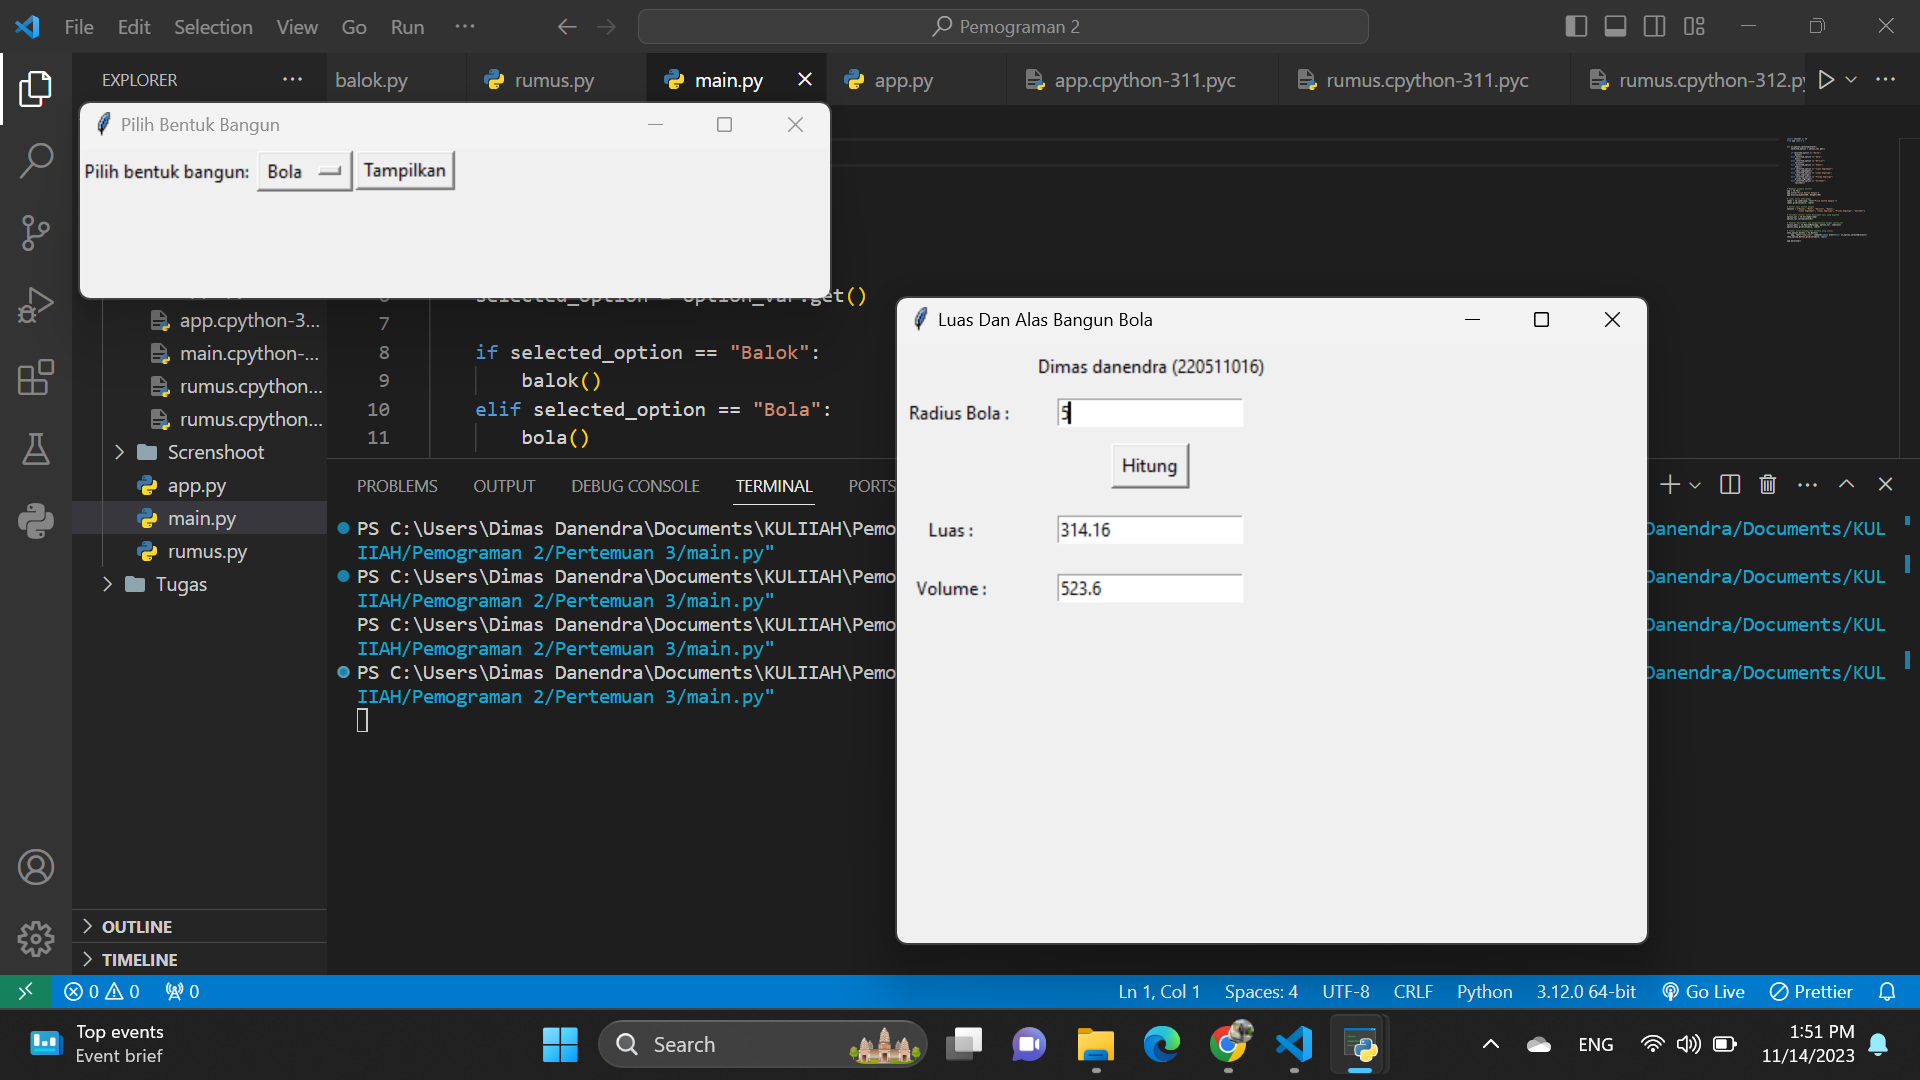 File Edit Selection View Go Run ...
Pemograman 2
EXPLORER ...
balok.py rumus.py main.py app.py app.cpython-311.pyc rumus.cpython-311.pyc rumus.cpython-312.py
Pilih Bentuk Bangun
Pilih bentuk bangun: Bola Tampilkan
app.cpython-3...
main.cpython-...
rumus.cpython...
rumus.cpython...
Screnshoot
app.py
main.py
rumus.py
Tugas
OUTLINE
TIMELINE
selected_option = option_var.get()
7
8 if selected_option == "Balok":
9 balok()
10 elif selected_option == "Bola":
11 bola()
PROBLEMS OUTPUT DEBUG CONSOLE TERMINAL PORTS
PS C:\Users\Dimas Danendra\Documents\KULIIAH\Pemo Danendra/Documents/KUL
IIAH/Pemograman 2/Pertemuan 3/main.py"
PS C:\Users\Dimas Danendra\Documents\KULIIAH\Pemo Danendra/Documents/KUL
IIAH/Pemograman 2/Pertemuan 3/main.py"
PS C:\Users\Dimas Danendra\Documents\KULIIAH\Pemo Danendra/Documents/KUL
IIAH/Pemograman 2/Pertemuan 3/main.py"
PS C:\Users\Dimas Danendra\Documents\KULIIAH\Pemo Danendra/Documents/KUL
IIAH/Pemograman 2/Pertemuan 3/main.py"
Luas Dan Alas Bangun Bola
Dimas danendra (220511016)
Radius Bola : 5
Hitung
Luas : 314.16
Volume : 523.6
0 0 0 Ln 1, Col 1 Spaces: 4 UTF-8 CRLF Python 3.12.0 64-bit Go Live Prettier
Top events
Event brief
Search
ENG
1:51 PM
11/14/2023